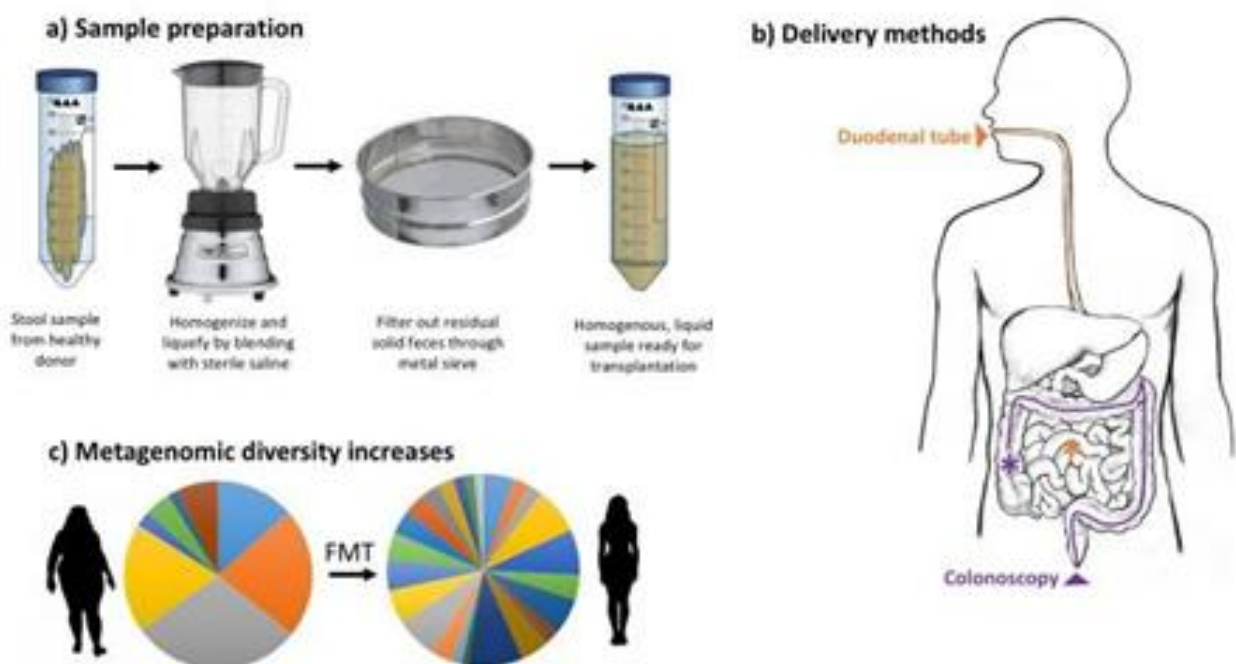 a) Sample preparation
Stool sample
from healthy
donor
Homogenize and
liquefy by blending
with sterile saline
Filter out residual
solid feces through
metal sieve
Homogenous, liquid
sample ready for
transplantation
b) Delivery methods
Duodenal tube
Colonoscopy
c) Metagenomic diversity increases
FMT